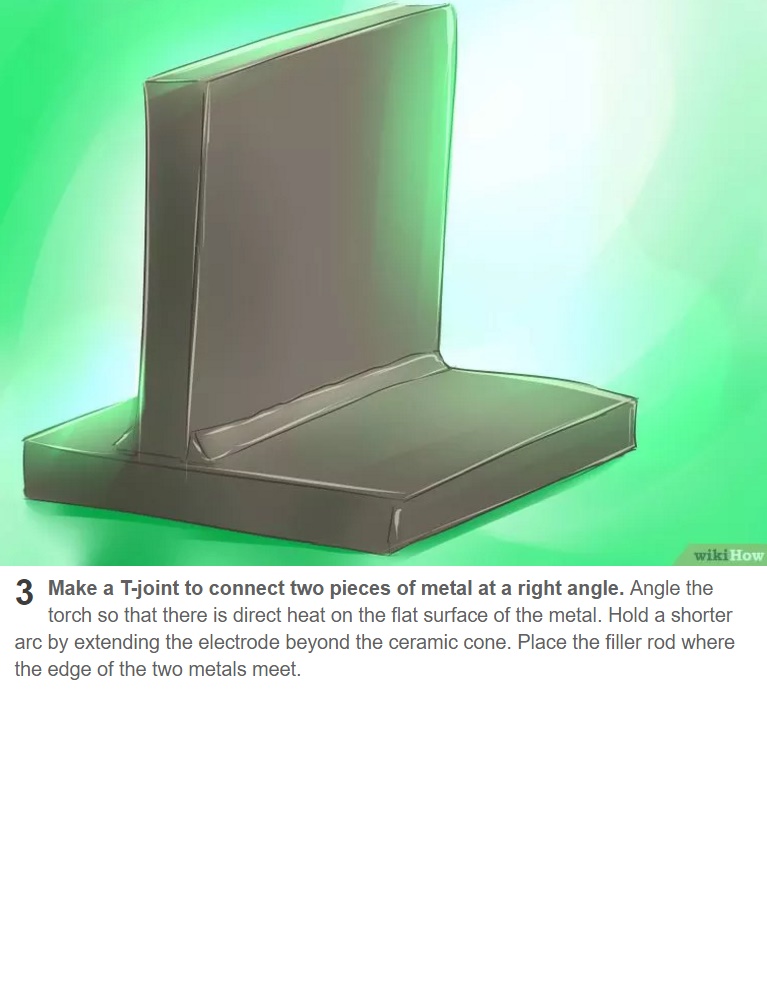 wikiHow
3 Make a T-joint to connect two pieces of metal at a right angle. Angle the
torch so that there is direct heat on the flat surface of the metal. Hold a shorter
arc by extending the electrode beyond the ceramic cone. Place the filler rod where
the edge of the two metals meet.